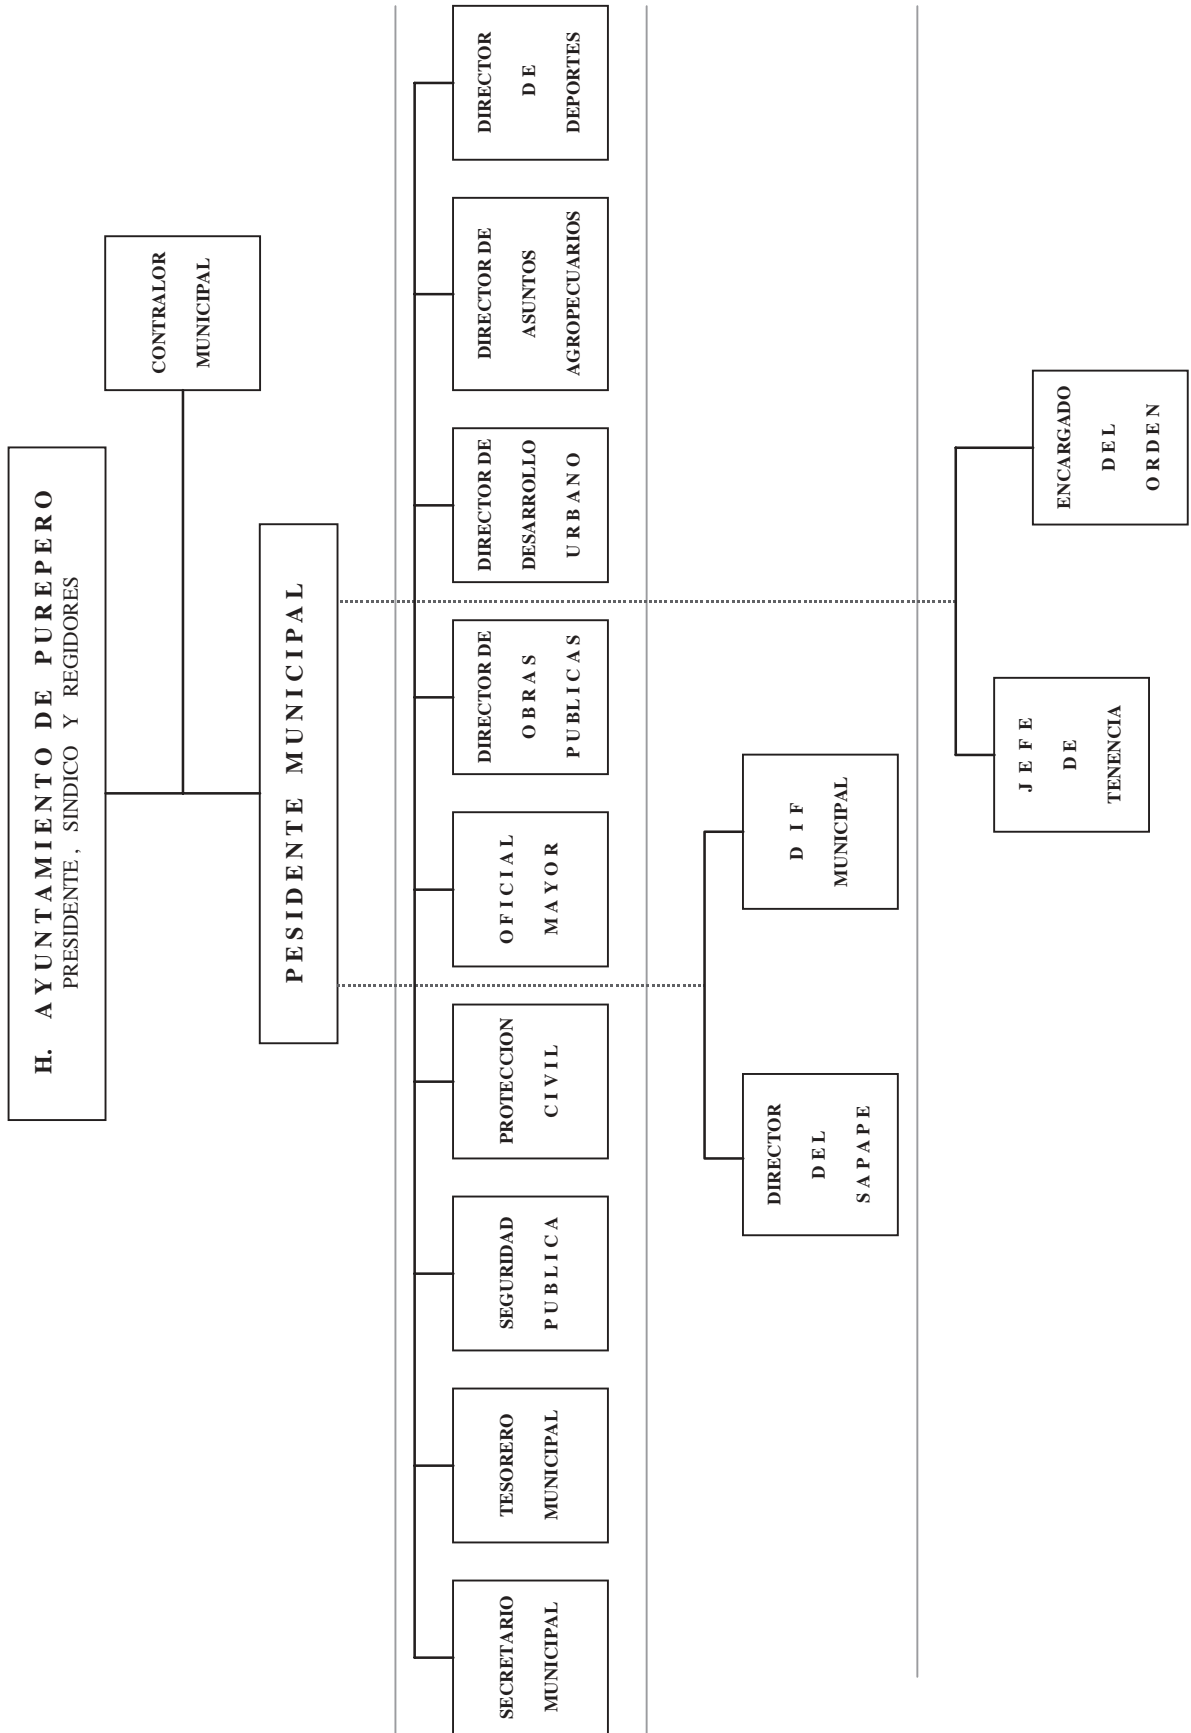 H. AYUNTAMIENTO DE PUREPERO
PRESIDENTE , SINDICO Y REGIDORES
CONTRALOR
MUNICIPAL
PESIDENTE MUNICIPAL
SECRETARIO
MUNICIPAL
TESORERO
MUNICIPAL
SEGURIDAD
PUBLICA
PROTECCION
CIVIL
OFICIAL
MAYOR
DIRECTOR DE
OBRAS
PUBLICAS
DIRECTOR DE
DESARROLLO
URBANO
DIRECTOR DE
ASUNTOS
AGROPECUARIOS
DIRECTOR
DE
DEPORTES
DIRECTOR
DEL
SAPAPE
D I F
MUNICIPAL
JEFE
DE
TENENCIA
ENCARGADO
DEL
ORDEN